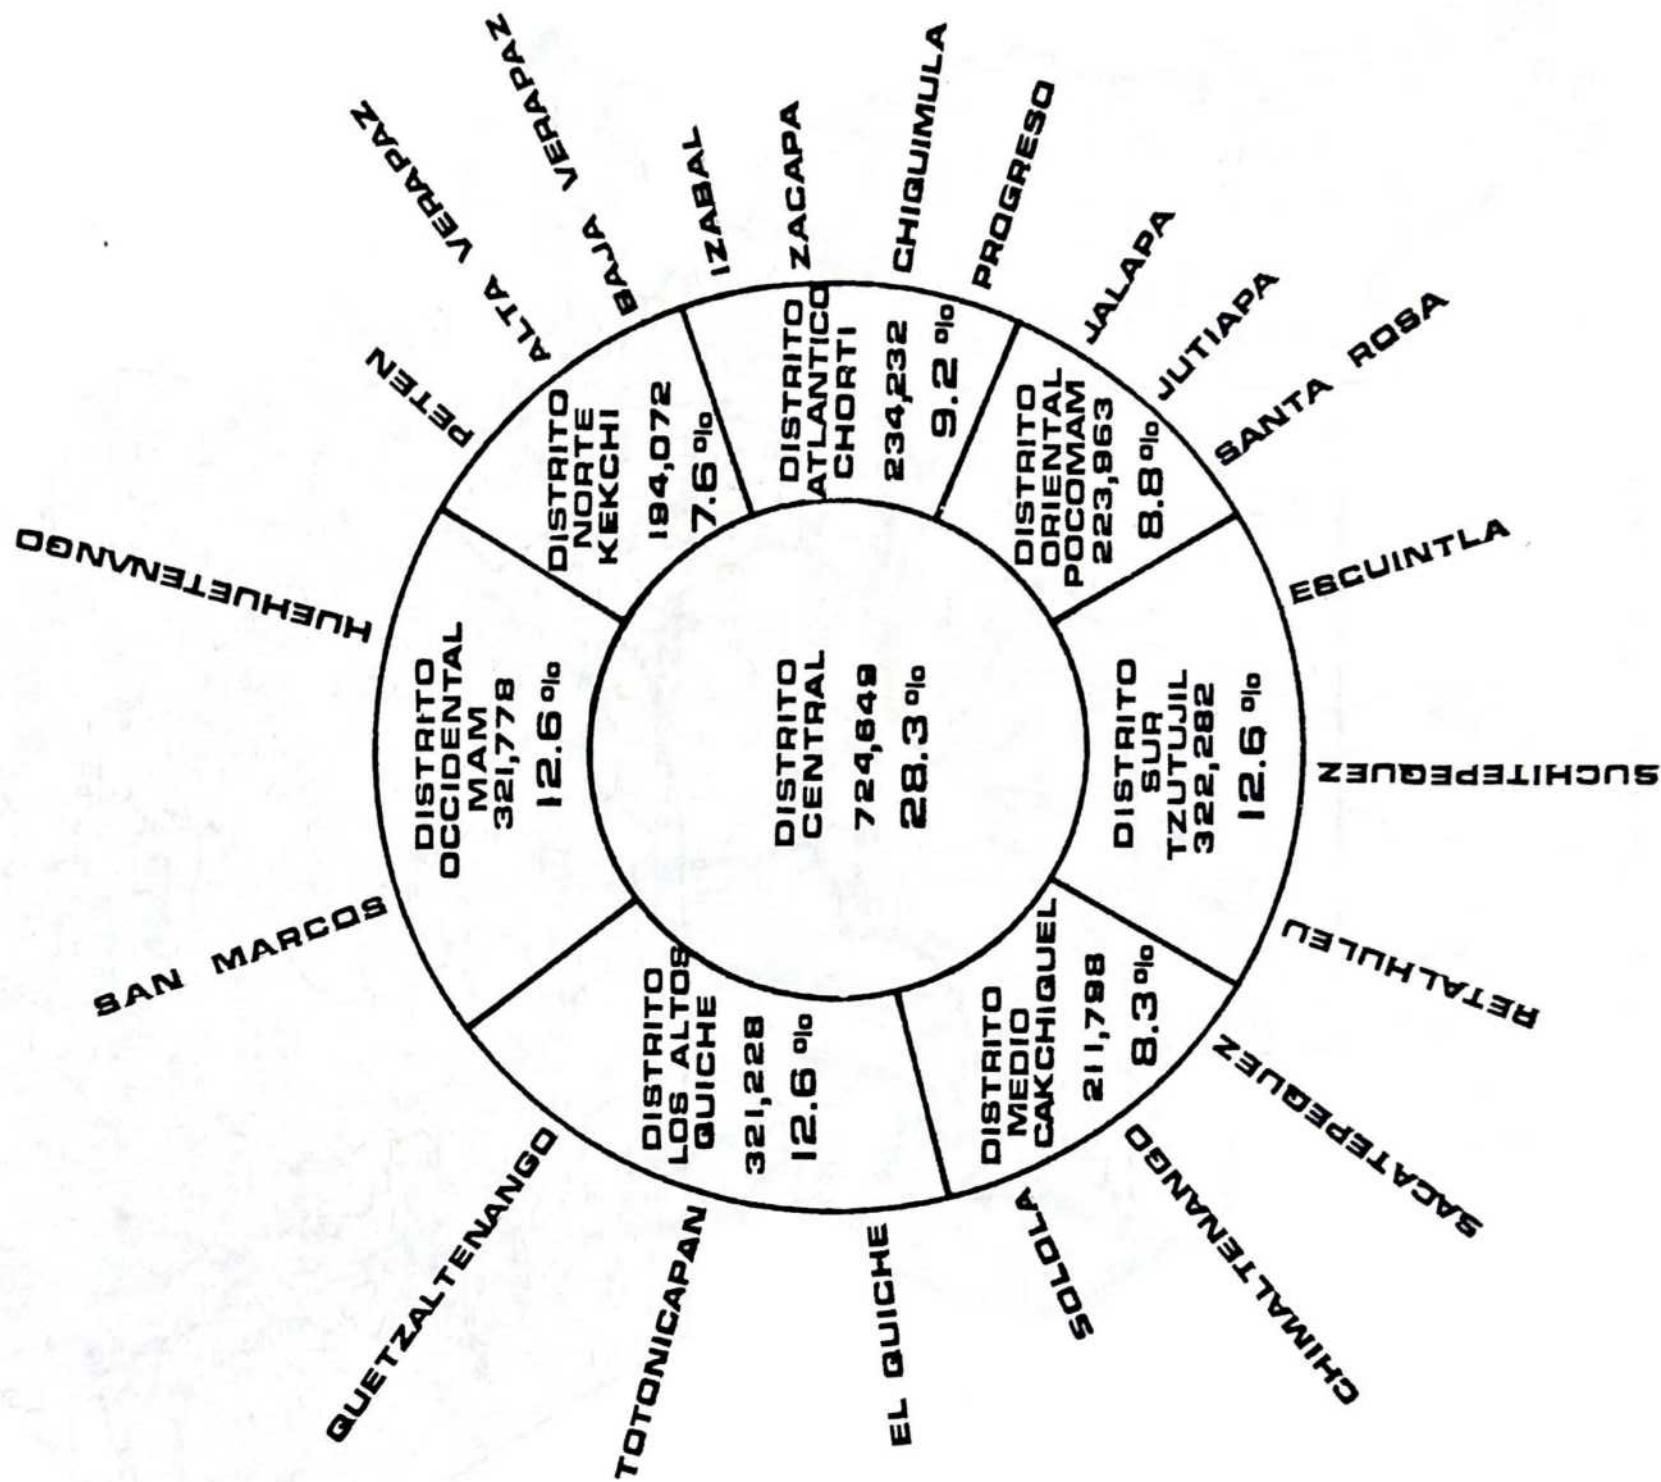 DISTRITO
CENTRAL
724,649
28.3 %
DISTRITO
OCCIDENTAL
MAM
321,778
12.6 %
HUEHUETENANGO
SAN MARCOS
DISTRITO
NORTE
KEKCHI
194,072
7.6 %
PETEN
ALTA VERAPAZ
BAJA VERAPAZ
DISTRITO
ATLANTICO
CHORTI
234,232
9.2 %
IZABAL
ZACAPA
CHIQUIMULA
PROGRESO
DISTRITO
ORIENTAL
POCOMAM
223,963
8.8 %
JALAPA
JUTIAPA
SANTA ROSA
DISTRITO
SUR
TZUTUJIL
322,282
12.6 %
ESCUINTLA
SUCHITEPEQUEZ
RETALHULEU
DISTRITO
MEDIO
CAKCHIQUEL
211,798
8.3 %
SACATEPEQUEZ
CHIMALTENANGO
SOLOLA
DISTRITO
LOS ALTOS
QUICHE
321,228
12.6 %
EL QUICHE
TOTONICAPAN
QUETZALTENANGO